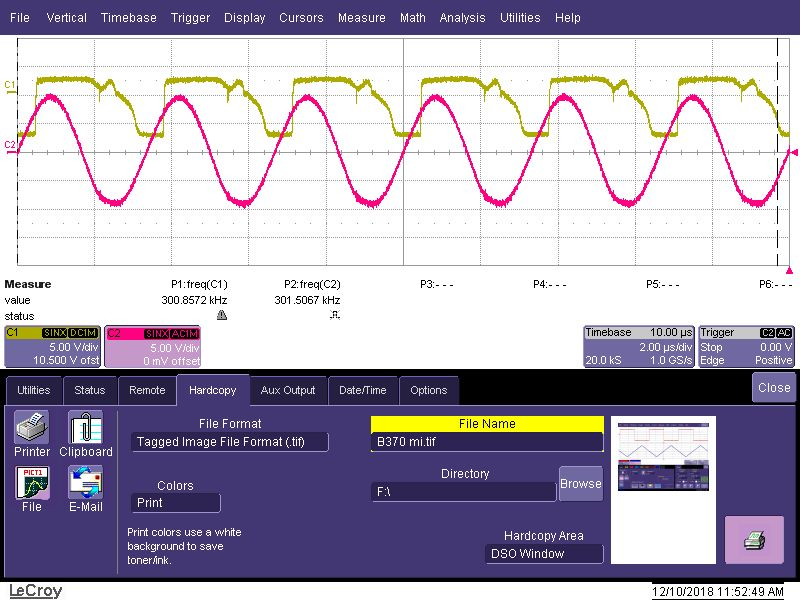 File Vertical Timebase Trigger Display Cursors Measure Math Analysis Utilities Help
C1
C2
Measure P1:freq(C1) P2:freq(C2) P3:- - - P4:- - - P5:- - - P6:- - -
value 300.8572 kHz 301.5067 kHz
status
C1 SINX DC1M
5.00 V/div
10.500 V ofst
C2 SINX AC1M
5.00 V/div
0 mV offset
Timebase 10.00 µs
2.00 µs/div
20.0 kS 1.0 GS/s
Trigger C2 AC
Stop 0.00 V
Edge Positive
Utilities Status Remote Hardcopy Aux Output Date/Time Options Close
Printer Clipboard
PICT1
File E-Mail
File Format
Tagged Image File Format (.tif)
Colors
Print
Print colors use a white
background to save
toner/ink.
File Name
B370 mi.tif
Directory
F:\
Browse
Hardcopy Area
DSO Window
LeCroy
12/10/2018 11:52:49 AM